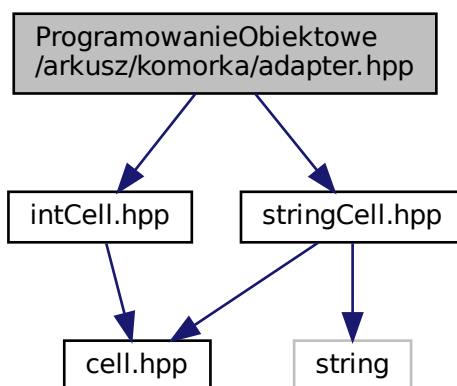 ProgramowanieObiektowe
/arkusz/komorka/adapter.hpp
intCell.hpp
stringCell.hpp
cell.hpp
string